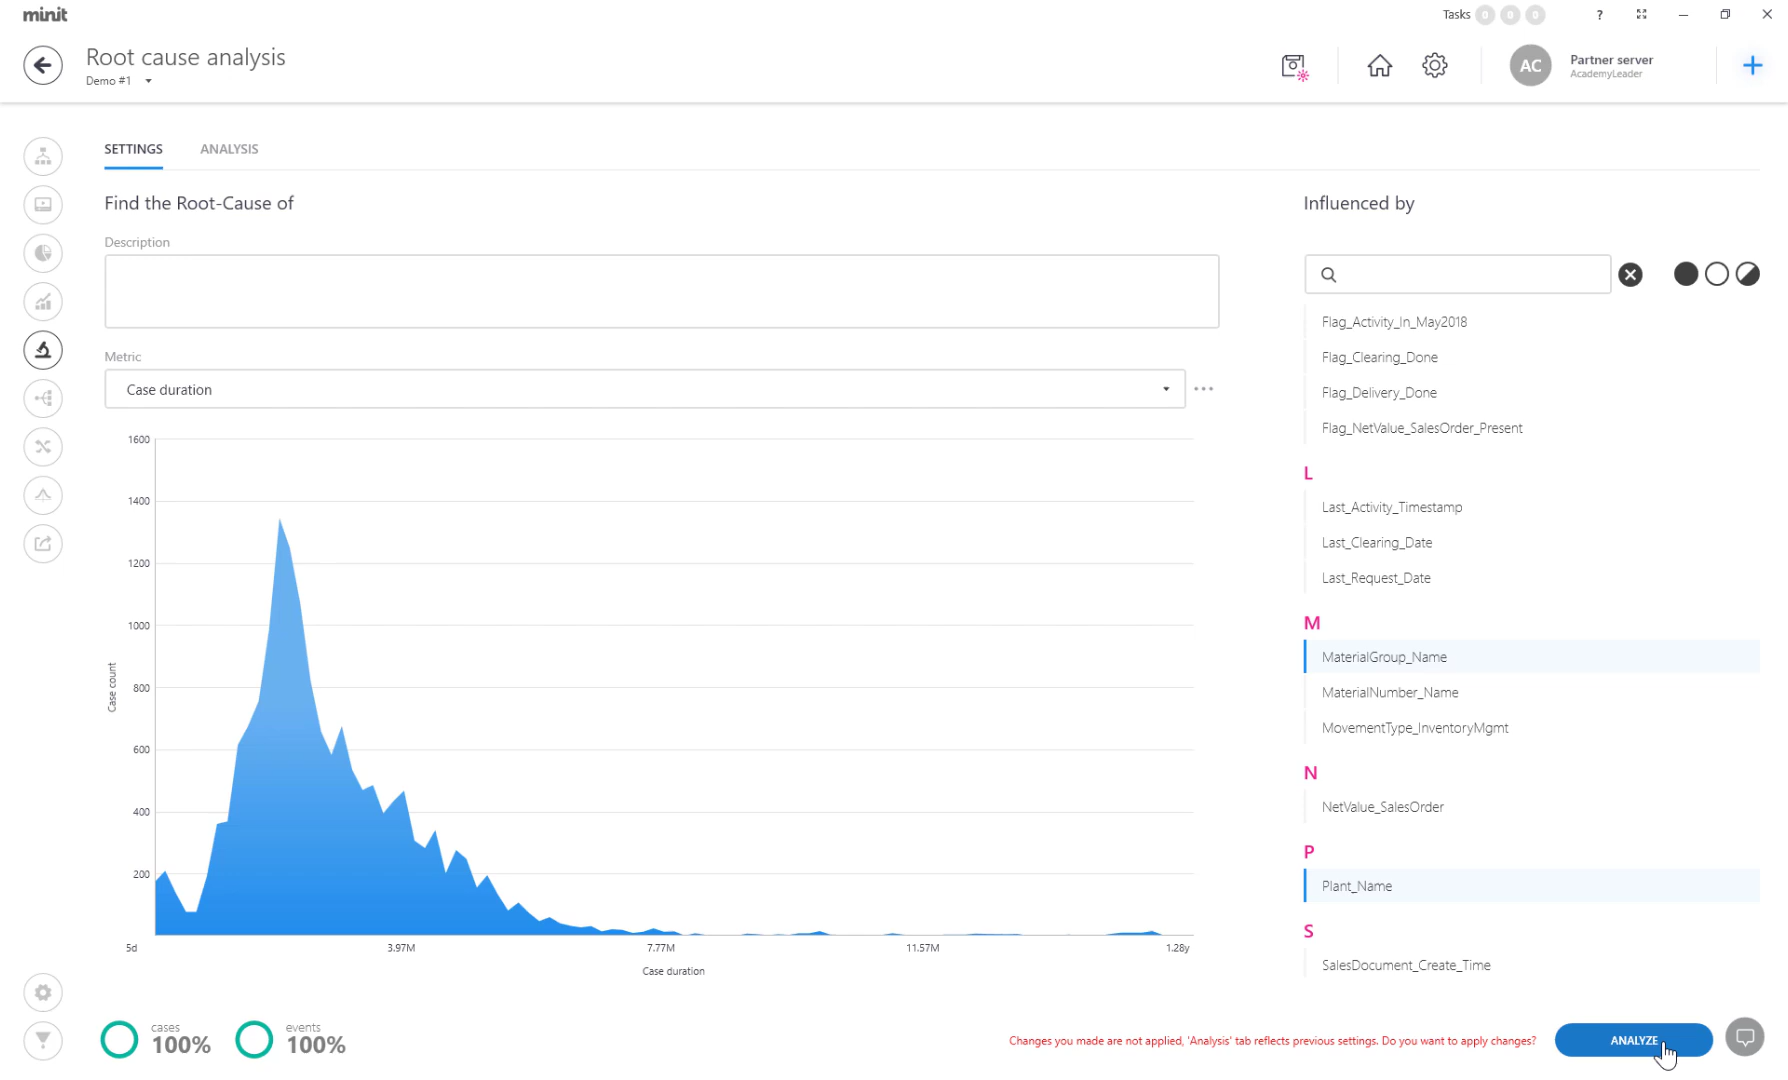 minit
Tasks 0 0 0 ?
Root cause analysis
Demo #1
AC
Partner server
AcademyLeader
SETTINGS
ANALYSIS
Find the Root-Cause of
Description
Metric
Case duration
1600
1400
1200
1000
800
600
400
200
Case count
5d
3.97M
7.77M
11.57M
1.28y
Case duration
Influenced by
Flag_Activity_In_May2018
Flag_Clearing_Done
Flag_Delivery_Done
Flag_NetValue_SalesOrder_Present
L
Last_Activity_Timestamp
Last_Clearing_Date
Last_Request_Date
M
MaterialGroup_Name
MaterialNumber_Name
MovementType_InventoryMgmt
N
NetValue_SalesOrder
P
Plant_Name
S
SalesDocument_Create_Time
cases
100%
events
100%
Changes you made are not applied, 'Analysis' tab reflects previous settings. Do you want to apply changes?
ANALYZE